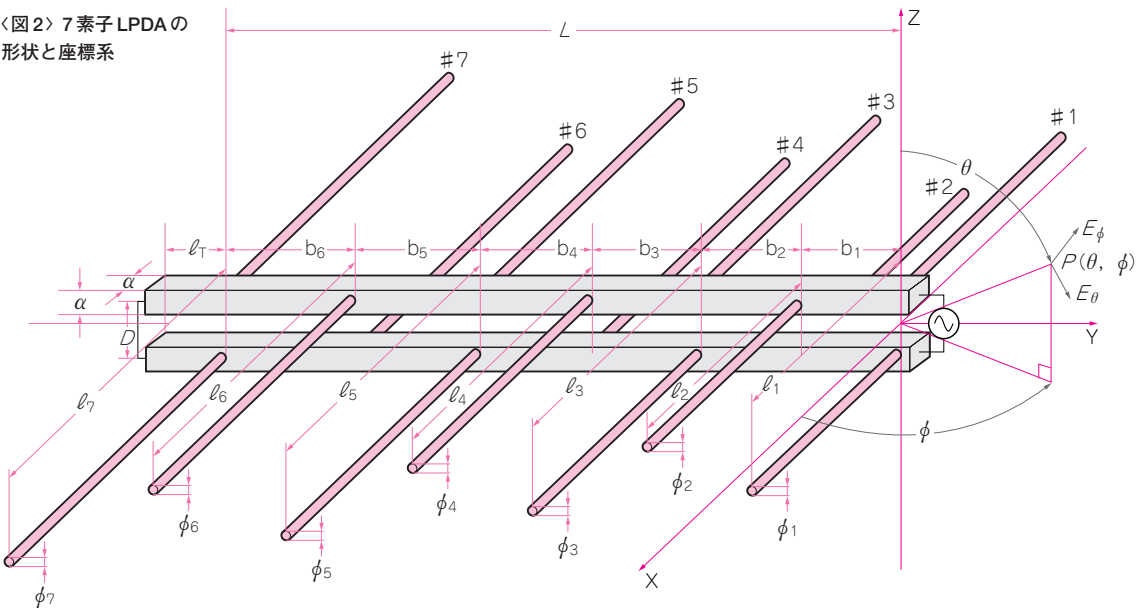 〈図2〉7素子LPDAの
形状と座標系
L
Z
#7
#5
#3
#1
#6
#4
#2
θ
Eφ
P(θ, φ)
Eθ
ℓT
b6
b5
b4
b3
b2
b1
α
α
D
Y
ℓ7
ℓ6
ℓ5
ℓ4
ℓ3
ℓ2
ℓ1
φ
φ7
φ6
φ5
φ4
φ3
φ2
φ1
X